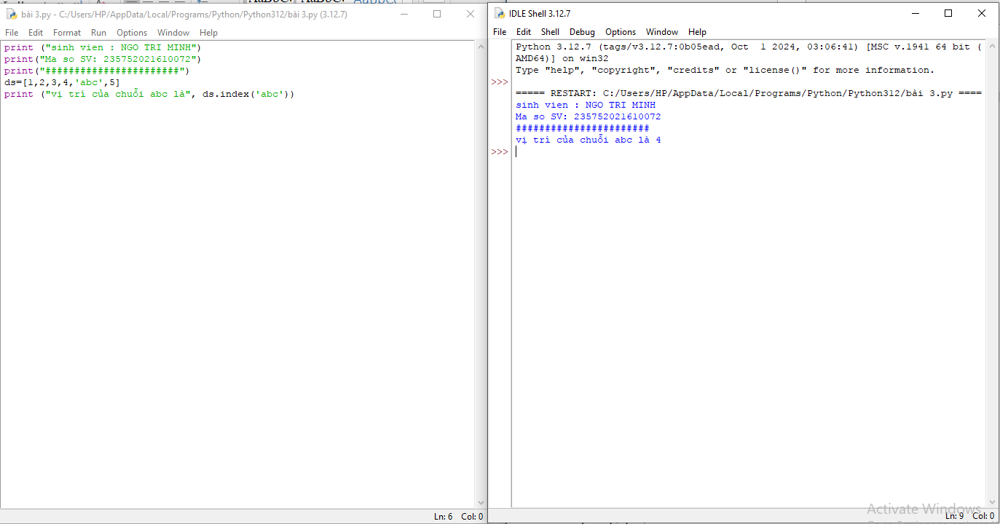 bài 3.py - C:/Users/HP/AppData/Local/Programs/Python/Python312/bài 3.py (3.12.7)
File Edit Format Run Options Window Help
print ("sinh vien : NGO TRI MINH")
print("Ma so SV: 235752021610072")
print("#######################")
ds=[1,2,3,4,'abc',5]
print ("vị trí của chuỗi abc là", ds.index('abc'))
Ln: 6 Col: 0
IDLE Shell 3.12.7
File Edit Shell Debug Options Window Help
Python 3.12.7 (tags/v3.12.7:0b05ead, Oct  1 2024, 03:06:41) [MSC v.1941 64 bit (
AMD64)] on win32
Type "help", "copyright", "credits" or "license()" for more information.
>>>
===== RESTART: C:/Users/HP/AppData/Local/Programs/Python/Python312/bài 3.py ====
sinh vien : NGO TRI MINH
Ma so SV: 235752021610072
#######################
vị trí của chuỗi abc là 4
>>>
Activate Windows
Ln: 9 Col: 0